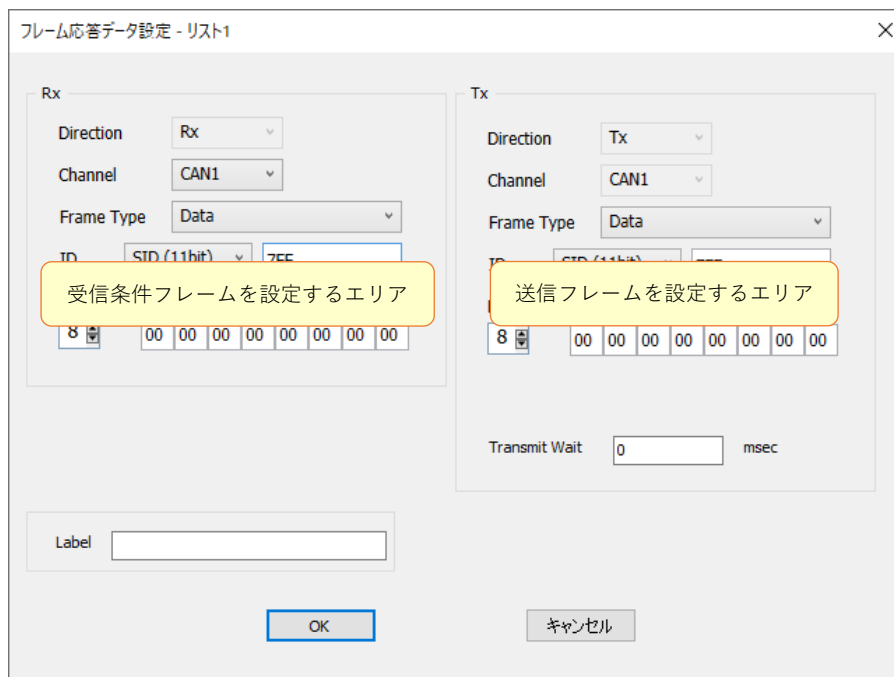 フレーム応答データ設定 - リスト1
Rx
Direction Rx
Channel CAN1
Frame Type Data
ID SID (11bit) 7FF
受信条件フレームを設定するエリア
8 00 00 00 00 00 00 00 00
Tx
Direction Tx
Channel CAN1
Frame Type Data
ID SID (11bit)
送信フレームを設定するエリア
8 00 00 00 00 00 00 00 00
Transmit Wait 0 msec
Label
OK
キャンセル